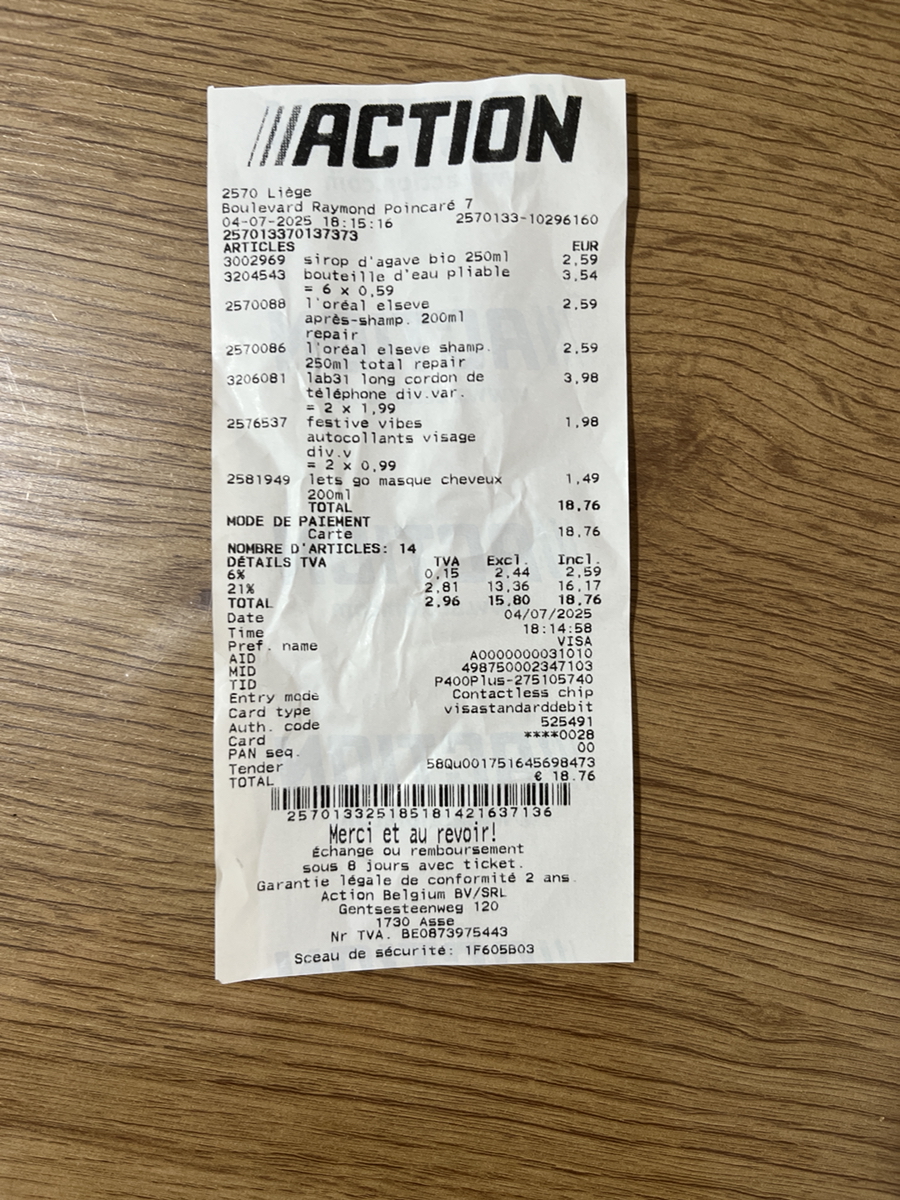 ACTION
2570 Liège
Boulevard Raymond Poincaré 7
04-07-2025 18:15:16 2570133-10296160
257013370137373
ARTICLES EUR
3002969 sirop d'agave bio 250ml 2,59
3204543 bouteille d'eau pliable 3,54
= 6 x 0,59
2570088 l'oréal elseve 2,59
après-shamp. 200ml
repair
2570086 l'oréal elseve shamp. 2,59
250ml total repair
3206081 lab31 long cordon de 3,98
téléphone div.var.
= 2 x 1,99
2576537 festive vibes 1,98
autocollants visage
div.v
= 2 x 0,99
2581949 lets go masque cheveux 1,49
200ml
TOTAL 18,76
MODE DE PAIEMENT
Carte 18,76
NOMBRE D'ARTICLES: 14
DÉTAILS TVA TVA Excl. Incl.
6% 0,15 2,44 2,59
21% 2,81 13,36 16,17
TOTAL 2,96 15,80 18,76
Date 04/07/2025
Time 18:14:58
Pref. name VISA
AID A0000000031010
MID 498750002347103
TID P400Plus-275105740
Entry mode Contactless chip
Card type visastandarddebit
Auth. code 525491
Card ****0028
PAN seq. 00
Tender 58Qu001751645698473
TOTAL € 18.76
257013325185181421637136
Merci et au revoir!
Échange ou remboursement
sous 8 jours avec ticket.
Garantie légale de conformité 2 ans.
Action Belgium BV/SRL
Gentsesteenweg 120
1730 Asse
Nr TVA. BE0873975443
Sceau de sécurité: 1F605B03